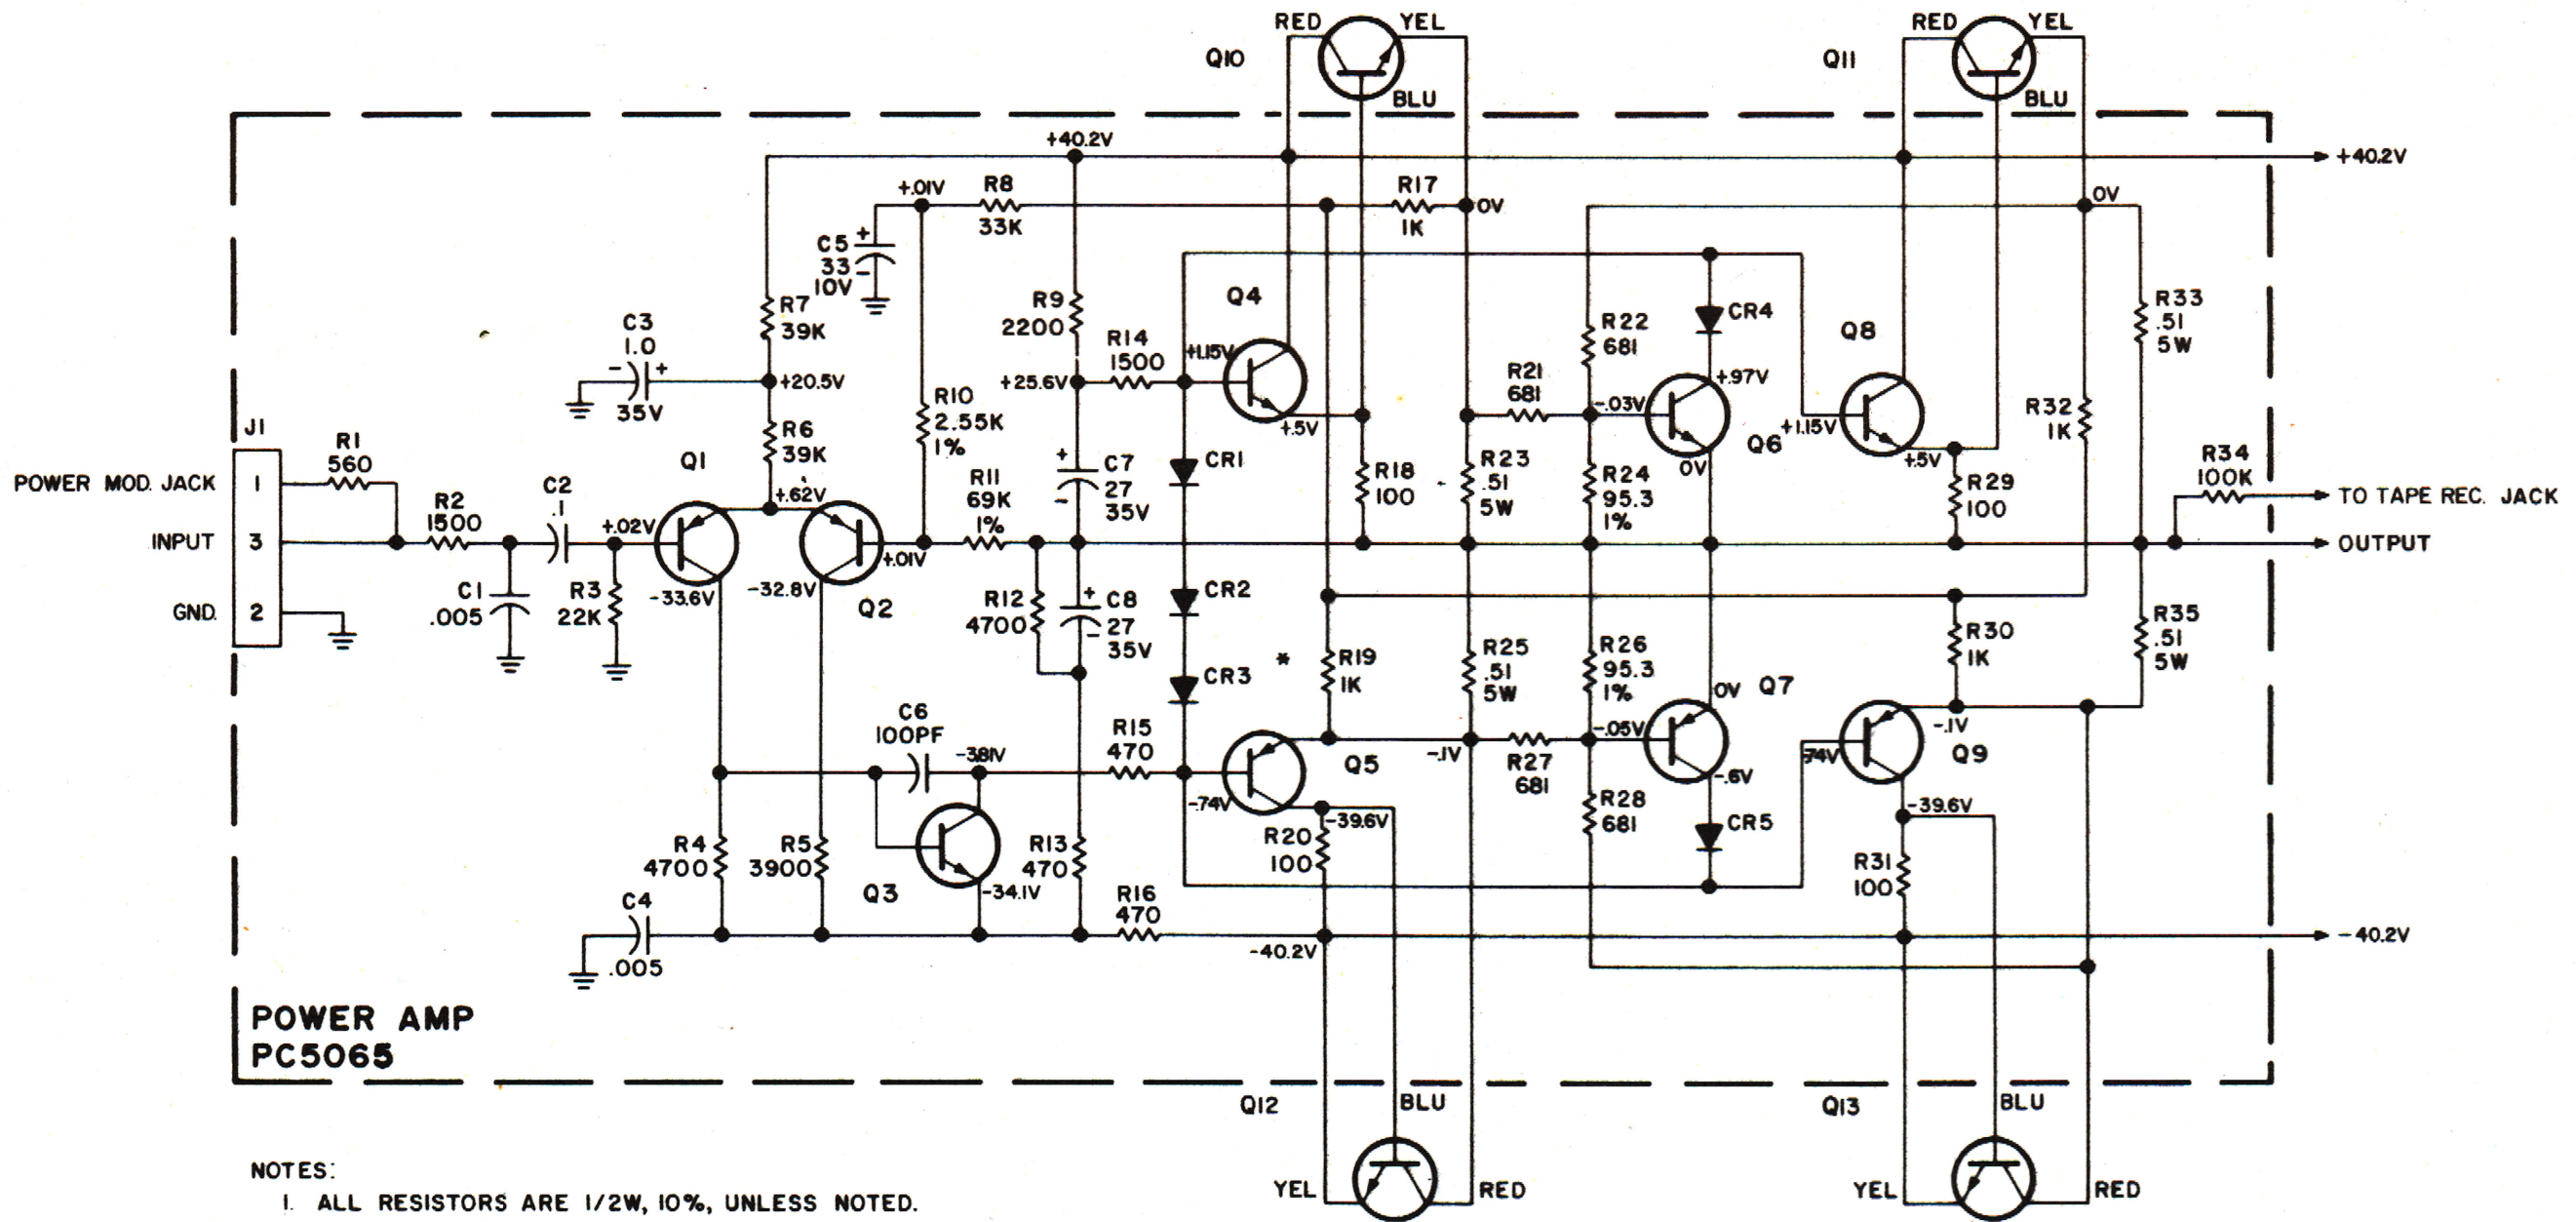 RED YEL
Q10
BLU
RED YEL
Q11
BLU
+40.2V
+40.2V
+.01V
R8
33K
R17
1K
0V
0V
C5
33
10V
+
-
R7
39K
R9
2200
Q4
C3
1.0
35V
-
+
+20.5V
R14
1500
+1.15V
+25.6V
R10
2.55K
1%
+.5V
R22
681
CR4
Q8
R33
.51
5W
R21
681
+.97V
-.03V
Q6
0V
+1.15V
+.5V
R32
1K
J1
R1
560
R6
39K
Q1
POWER MOD. JACK 1
R2
1500
C2
.1
+.02V
+.62V
R11
69K
1%
+
C7
27
35V
-
CR1
R18
100
R23
.51
5W
R24
95.3
1%
R29
100
R34
100K
TO TAPE REC. JACK
INPUT 3
+.01V
OUTPUT
C1
.005
R3
22K
-33.6V
-32.8V
Q2
R12
4700
+
C8
27
35V
-
CR2
GND. 2
CR3
*
R19
1K
R25
.51
5W
R26
95.3
1%
0V
Q7
R30
1K
R35
.51
5W
C6
100PF
-38.1V
R15
470
-.74V
Q5
-.1V
R27
681
-.05V
-.6V
.74V
-.1V
Q9
R4
4700
R5
3900
Q3
-34.1V
R13
470
-39.6V
R20
100
R28
681
CR5
-39.6V
R31
100
C4
.005
R16
470
-40.2V
-40.2V
POWER AMP
PC5065
Q12
BLU
YEL RED
Q13
BLU
YEL RED
NOTES:
1. ALL RESISTORS ARE 1/2W, 10%, UNLESS NOTED.